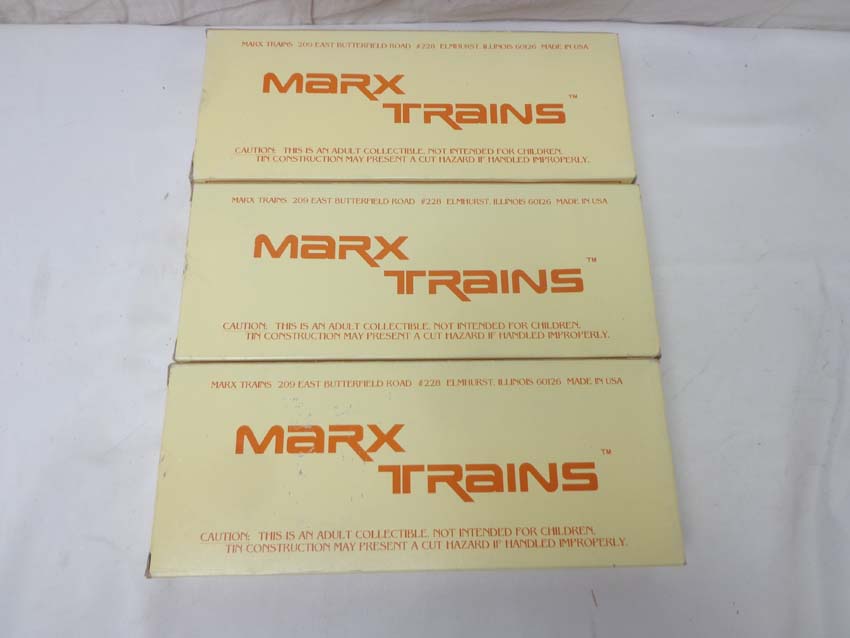 MARX TRAINS 209 EAST BUTTERFIELD ROAD #228 ELMHURST, ILLINOIS 60126 MADE IN USA
MARX
TRAINS TM
CAUTION: THIS IS AN ADULT COLLECTIBLE, NOT INTENDED FOR CHILDREN.
TIN CONSTRUCTION MAY PRESENT A CUT HAZARD IF HANDLED IMPROPERLY.
MARX TRAINS 209 EAST BUTTERFIELD ROAD #228 ELMHURST, ILLINOIS 60126 MADE IN USA
MARX
TRAINS TM
CAUTION: THIS IS AN ADULT COLLECTIBLE, NOT INTENDED FOR CHILDREN.
TIN CONSTRUCTION MAY PRESENT A CUT HAZARD IF HANDLED IMPROPERLY.
MARX TRAINS 209 EAST BUTTERFIELD ROAD #228 ELMHURST, ILLINOIS 60126 MADE IN USA
MARX
TRAINS TM
CAUTION: THIS IS AN ADULT COLLECTIBLE, NOT INTENDED FOR CHILDREN.
TIN CONSTRUCTION MAY PRESENT A CUT HAZARD IF HANDLED IMPROPERLY.